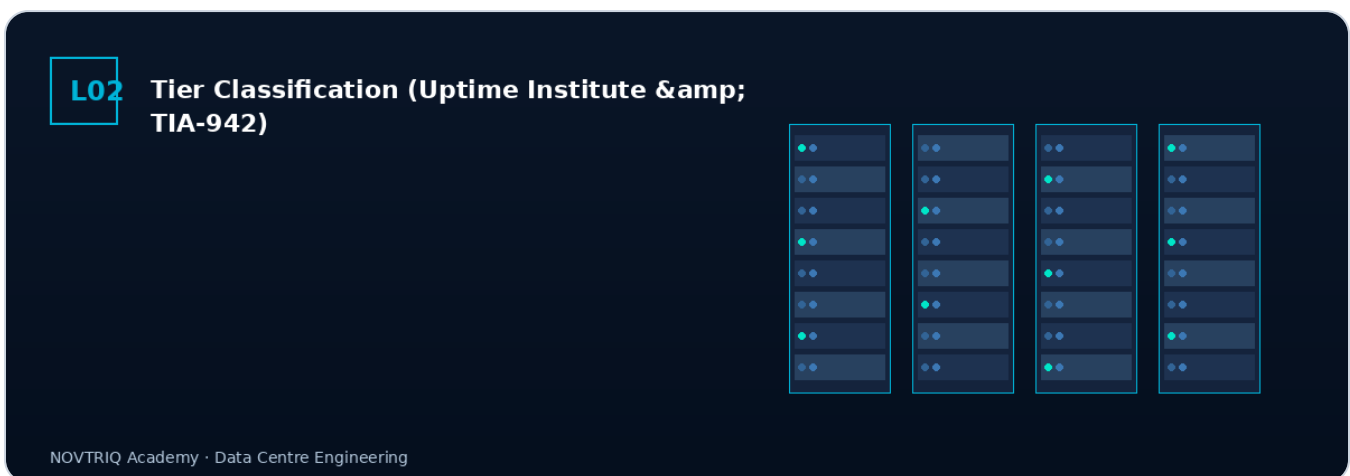 L02
Tier Classification (Uptime Institute &amp;
TIA-942)
NOVTRIQ Academy · Data Centre Engineering